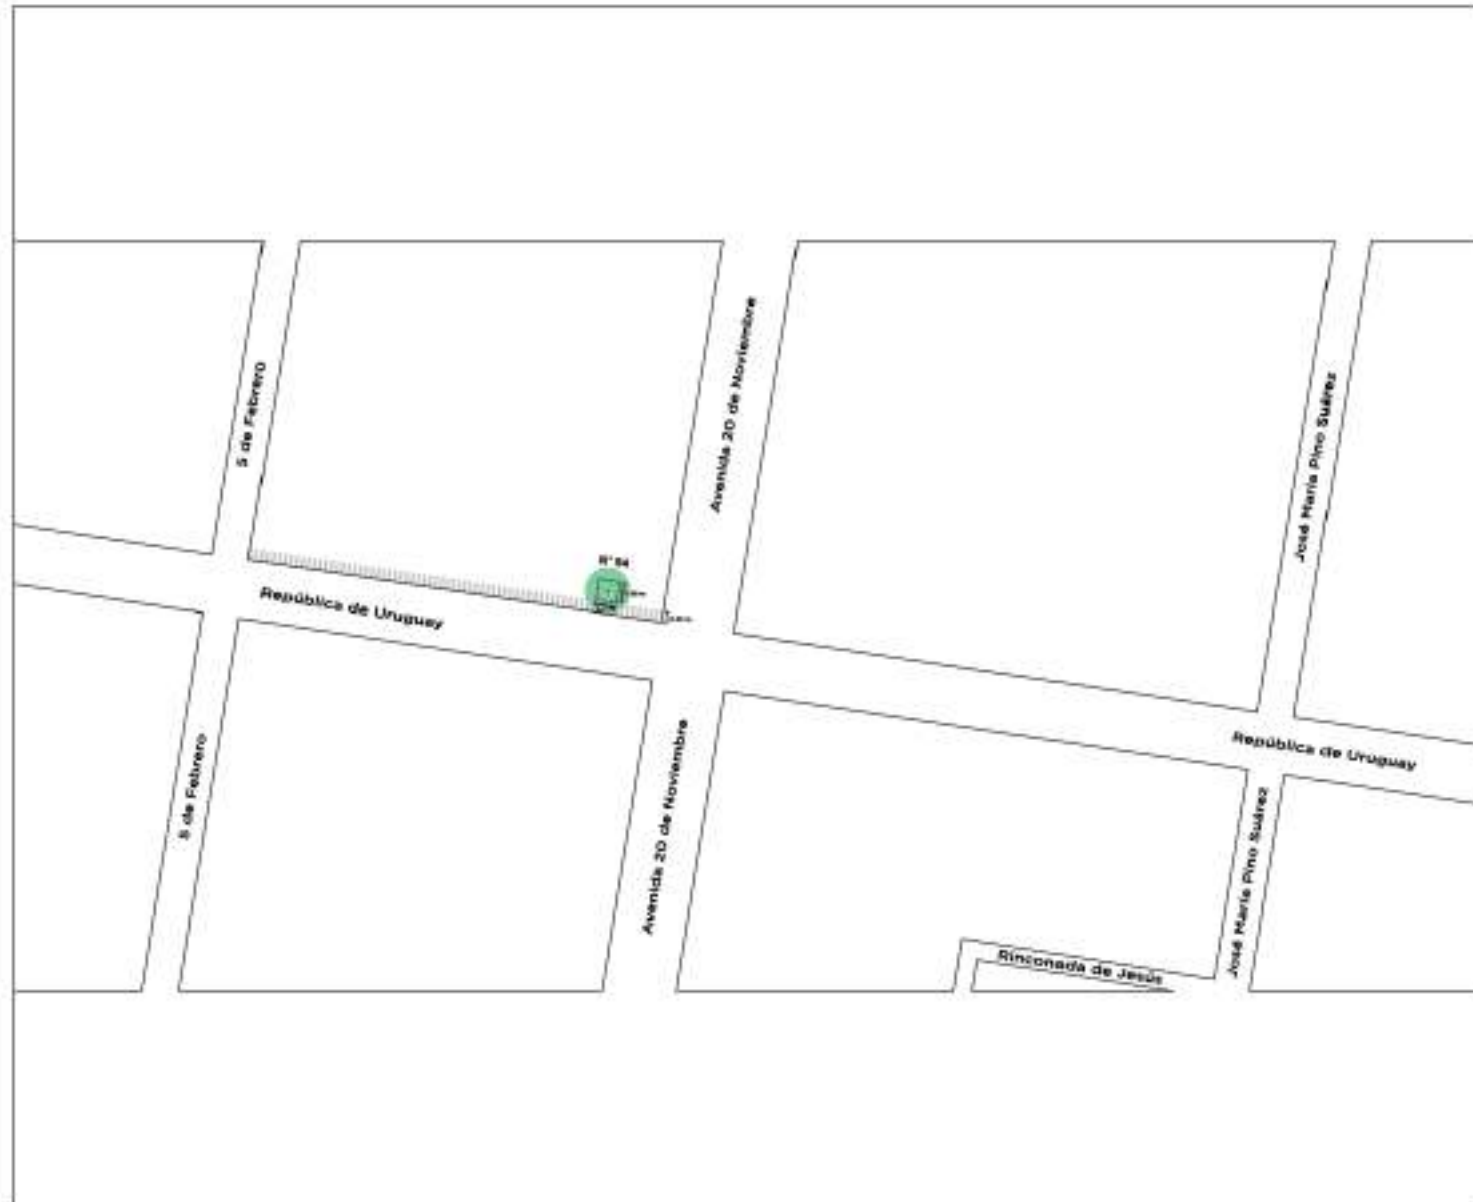 Avenida 20 de Noviembre
5 de Febrero
José María Pino Suárez
N° 54
República de Uruguay
República de Uruguay
Avenida 20 de Noviembre
5 de Febrero
José María Pino Suárez
Rinconada de Jesús